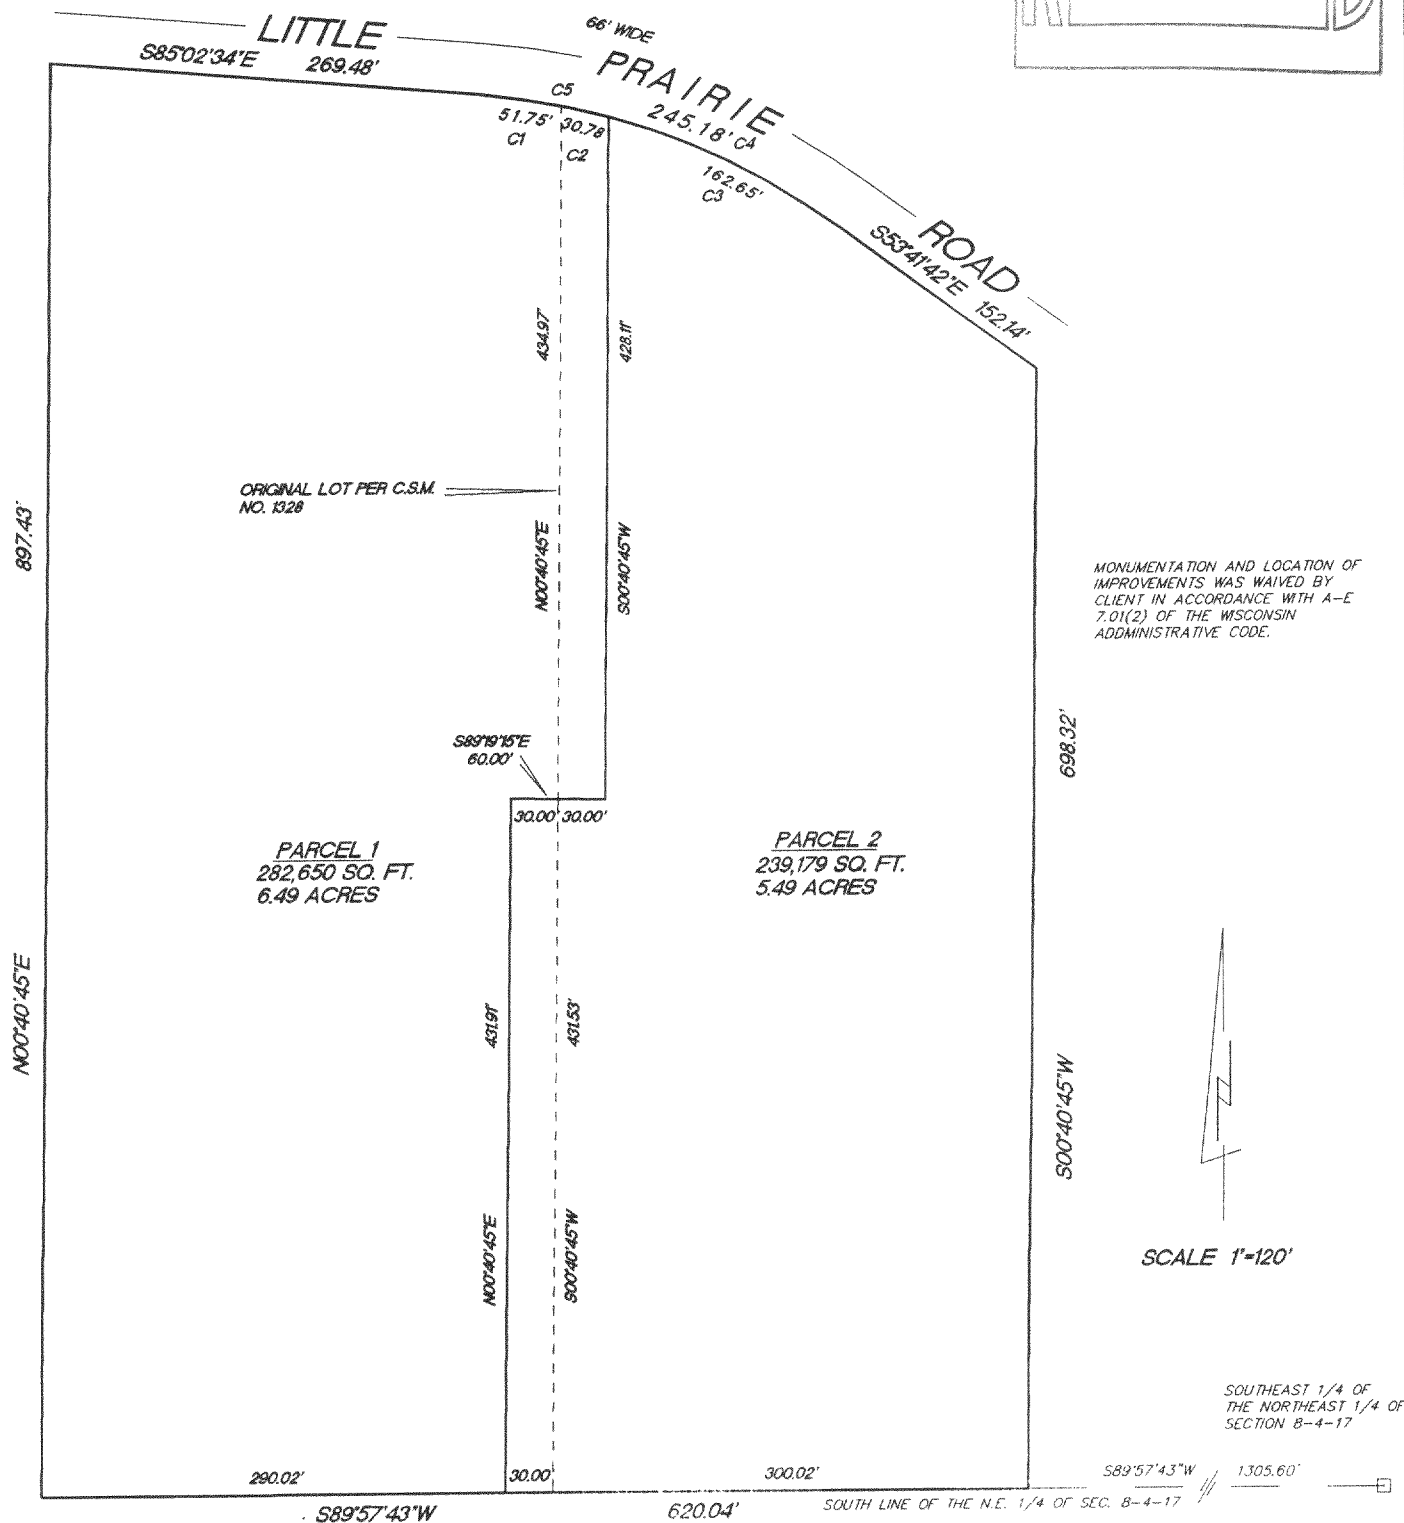 LITTLE
66' WIDE
PRAIRIE
S85°02'34"E 269.48'
C5
51.75' 30.78
C1
C2
245.18' C4
162.65'
C3
ROAD
S53°41'42"E 152.14'
434.97'
428.11'
ORIGINAL LOT PER C.S.M.
NO. 1328
897.43'
N00°40'45"E
S00°40'45"W
MONUMENTATION AND LOCATION OF
IMPROVEMENTS WAS WAIVED BY
CLIENT IN ACCORDANCE WITH A-E
7.01(2) OF THE WISCONSIN
ADDMINISTRATIVE CODE.
S89°19'15"E
60.00'
30.00' 30.00'
698.32'
PARCEL 1
282,650 SQ. FT.
6.49 ACRES
PARCEL 2
239,179 SQ. FT.
5.49 ACRES
N00°40'45"E
431.91'
431.53'
S00°40'45"W
N00°40'45"E
S00°40'45"W
SCALE 1"=120'
SOUTHEAST 1/4 OF
THE NORTHEAST 1/4 OF
SECTION 8-4-17
290.02'
30.00'
300.02'
S89°57'43"W 1305.60'
S89°57'43"W
620.04'
SOUTH LINE OF THE N.E. 1/4 OF SEC. 8-4-17